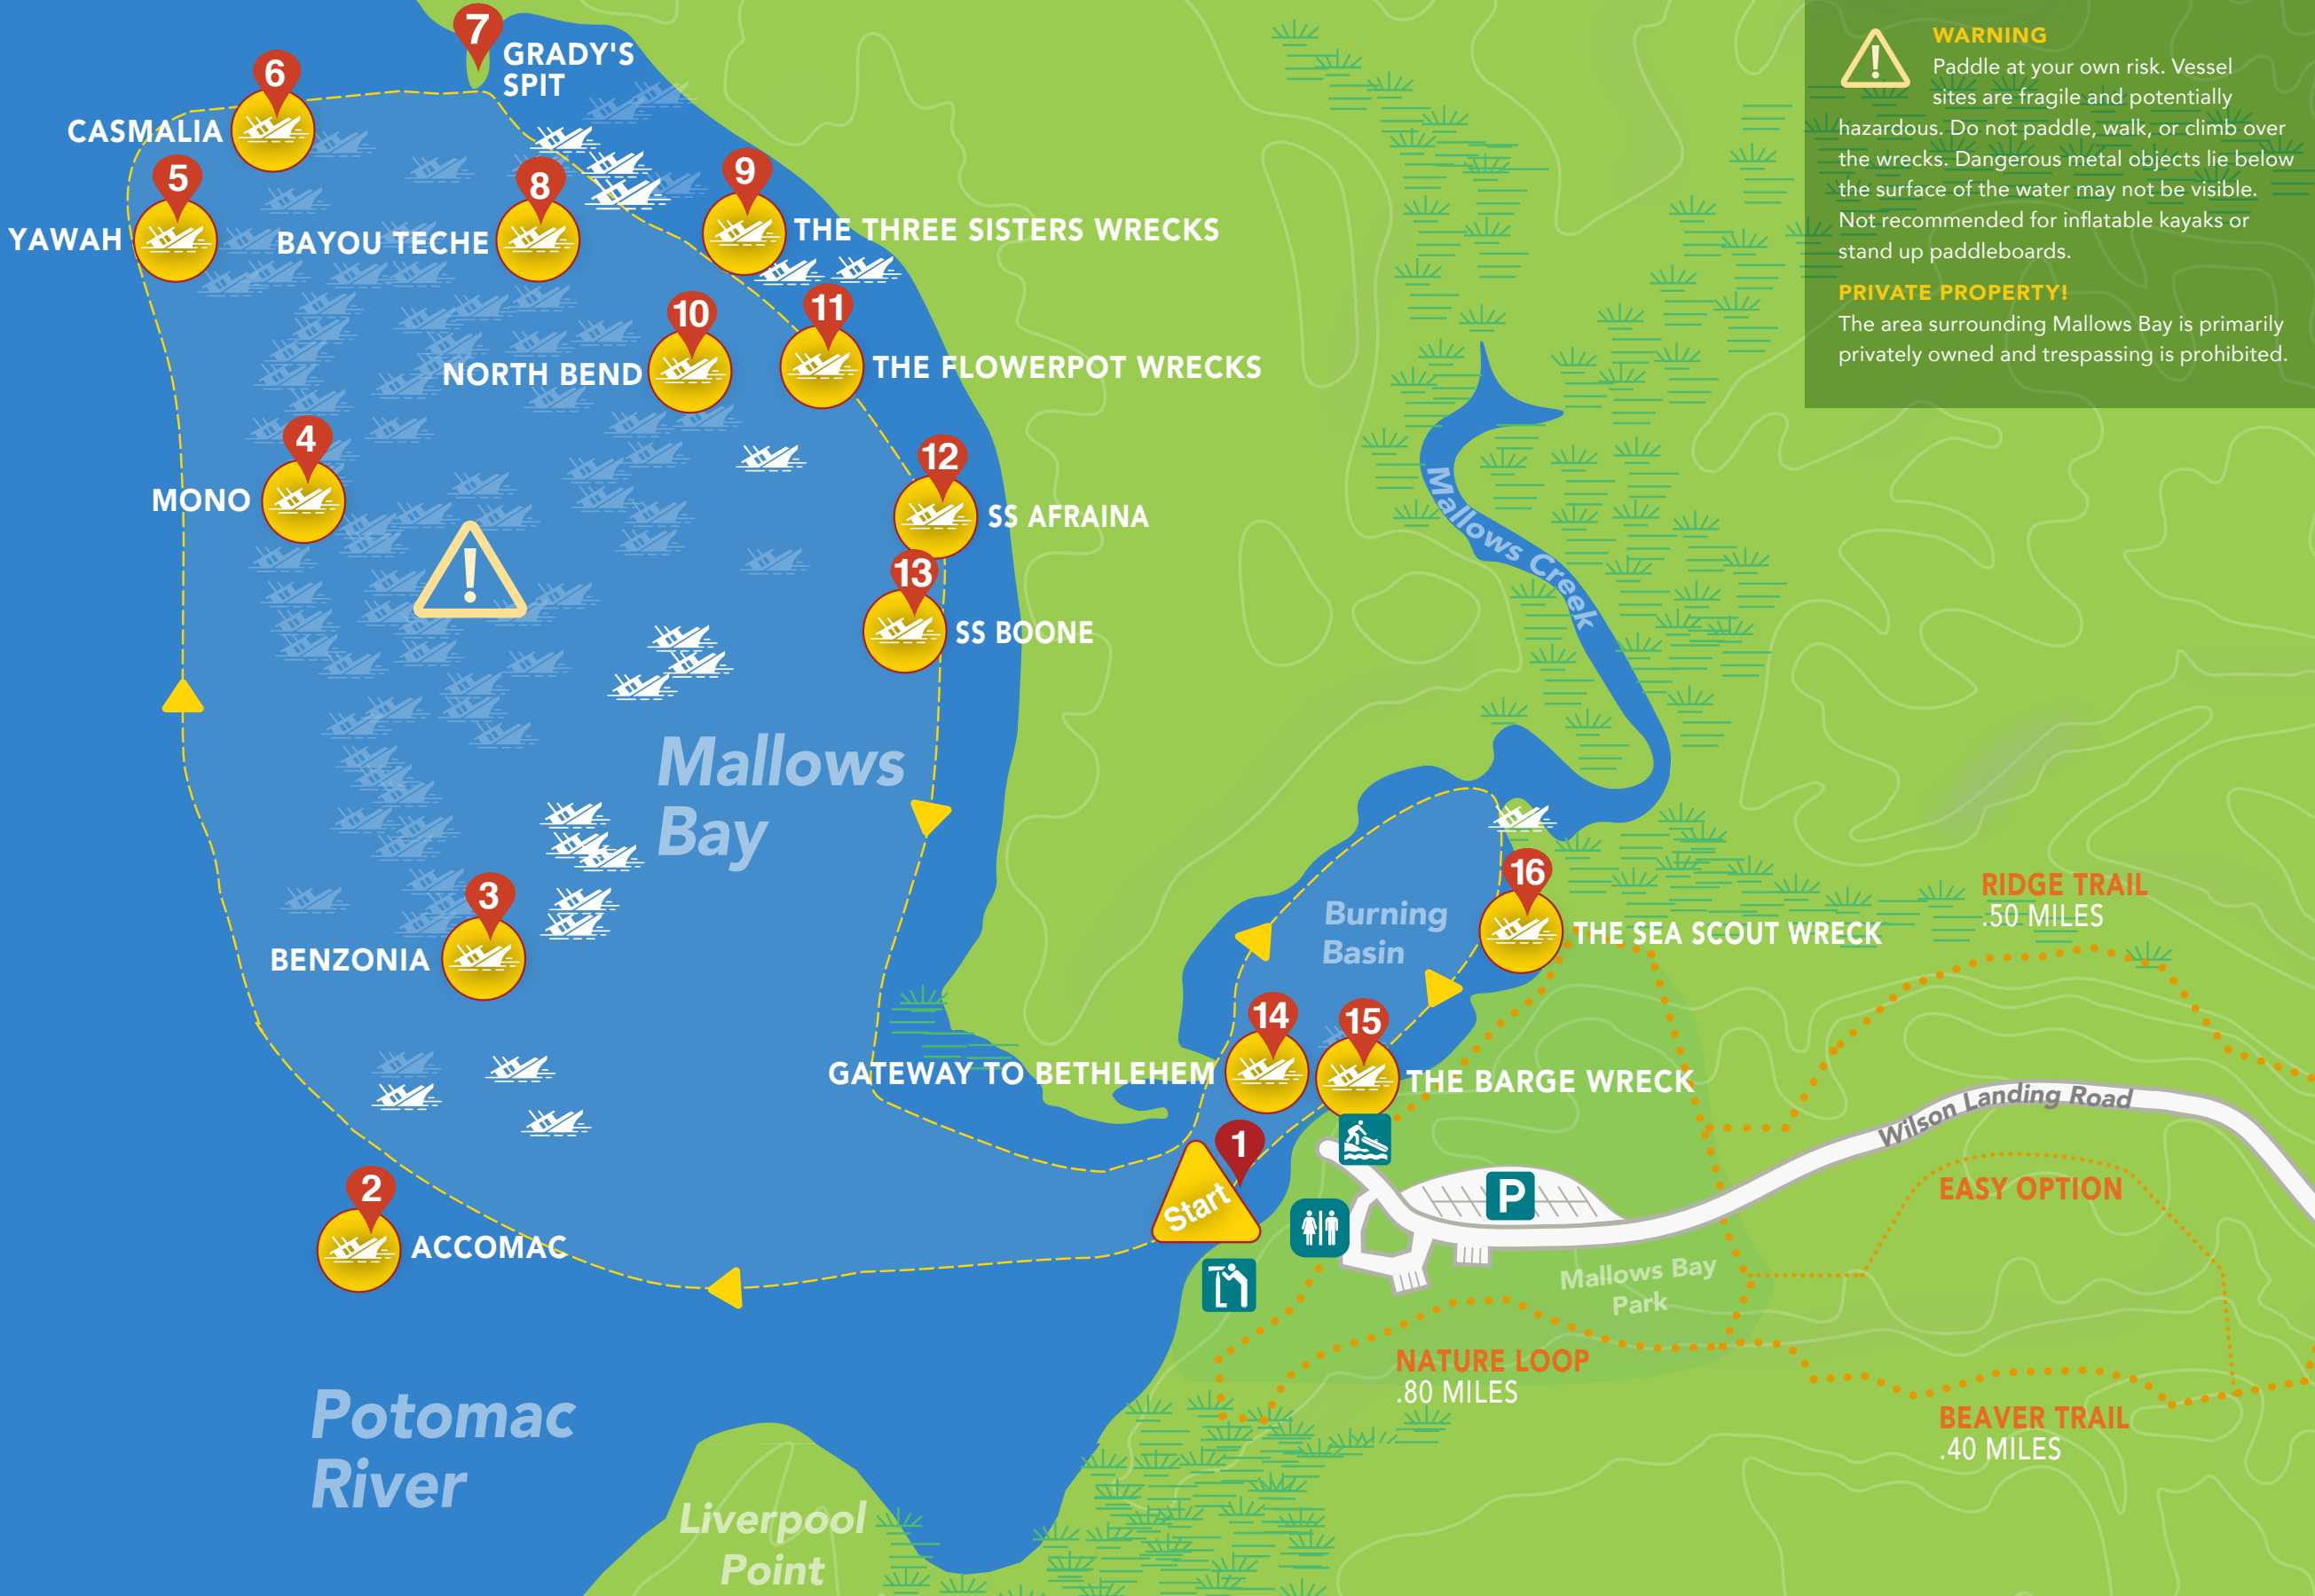 7
GRADY'S
SPIT
6
CASMALIA
5
YAWAH
8
BAYOU TECHE
9
THE THREE SISTERS WRECKS
10
NORTH BEND
11
THE FLOWERPOT WRECKS
4
MONO
12
SS AFRAINA
13
SS BOONE
Mallows
Bay
3
BENZONIA
2
ACCOMAC
Potomac
River
Liverpool
Point
WARNING
Paddle at your own risk. Vessel
sites are fragile and potentially
hazardous. Do not paddle, walk, or climb over
the wrecks. Dangerous metal objects lie below
the surface of the water may not be visible.
Not recommended for inflatable kayaks or
stand up paddleboards.
PRIVATE PROPERTY!
The area surrounding Mallows Bay is primarily
privately owned and trespassing is prohibited.
Mallows Creek
Burning
Basin
16
THE SEA SCOUT WRECK
14
GATEWAY TO BETHLEHEM
15
THE BARGE WRECK
1
Start
P
Wilson Landing Road
RIDGE TRAIL
.50 MILES
EASY OPTION
Mallows Bay
Park
NATURE LOOP
.80 MILES
BEAVER TRAIL
.40 MILES